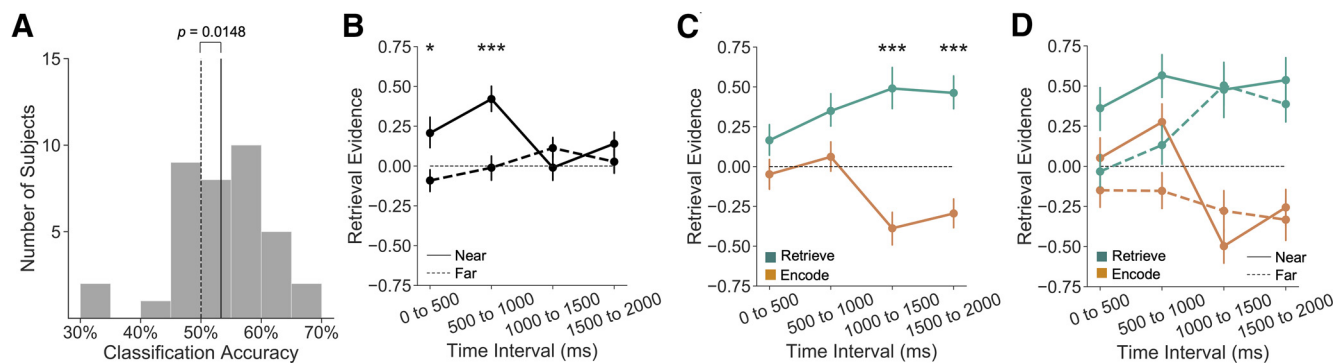 A
p = 0.0148
Number of Subjects
15
10
5
30%
40%
50%
60%
70%
Classification Accuracy
B
* ***
Retrieval Evidence
0.75
0.50
0.25
0.00
−0.25
−0.50
−0.75
Near
Far
0 to 500
500 to 1000
1000 to 1500
1500 to 2000
Time Interval (ms)
C
*** ***
Retrieval Evidence
0.75
0.50
0.25
0.00
−0.25
−0.50
−0.75
Retrieve
Encode
0 to 500
500 to 1000
1000 to 1500
1500 to 2000
Time Interval (ms)
D
Retrieval Evidence
0.75
0.50
0.25
0.00
−0.25
−0.50
−0.75
Retrieve
Encode
Near
Far
0 to 500
500 to 1000
1000 to 1500
1500 to 2000
Time Interval (ms)